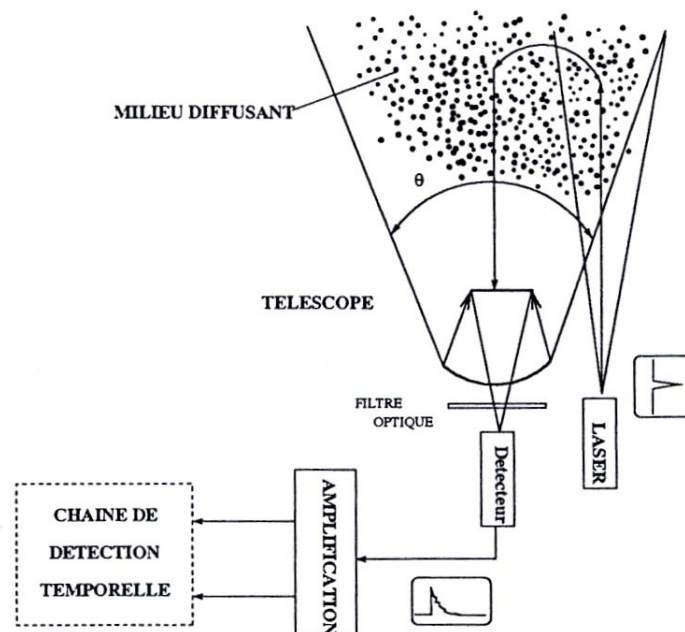 MILIEU DIFFUSANT
θ
TELESCOPE
FILTRE
OPTIQUE
Detecteur
LASER
AMPLIFICATION
CHAINE DE
DETECTION
TEMPORELLE